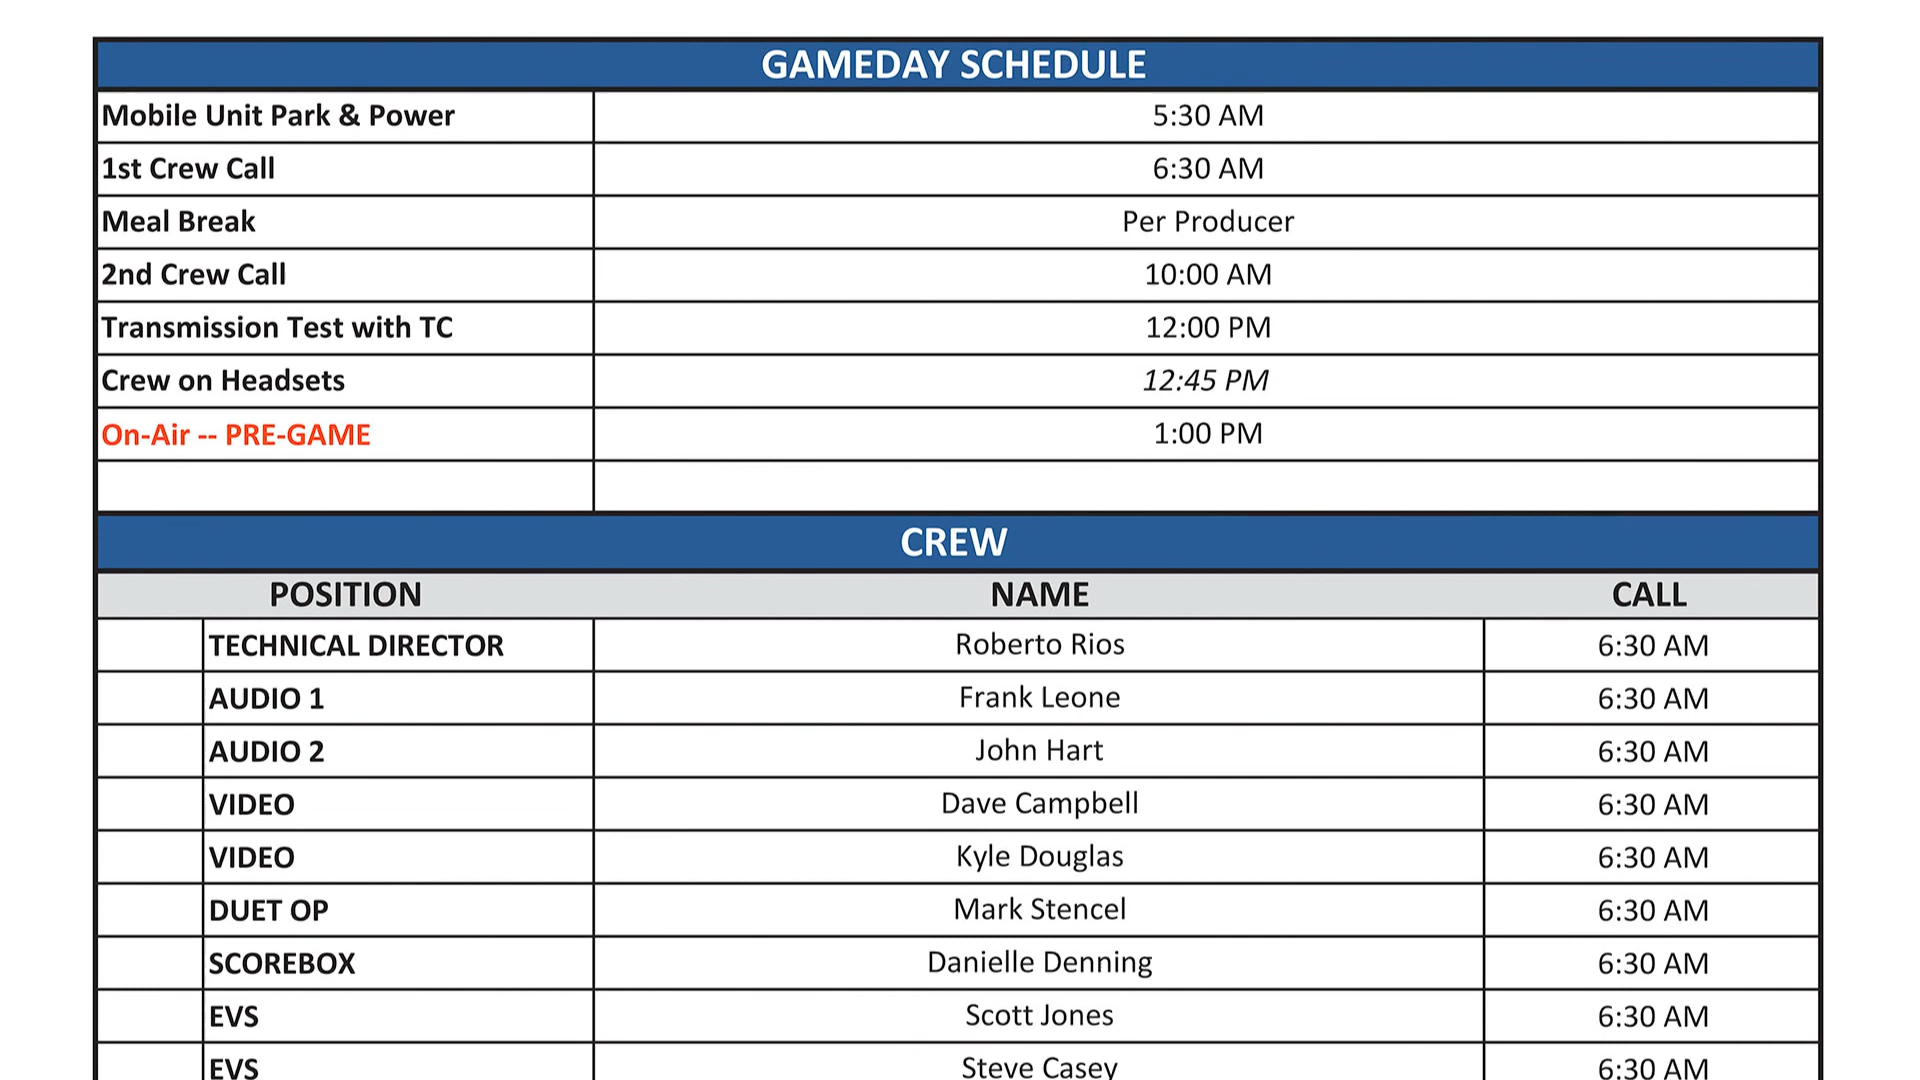 GAMEDAY SCHEDULE
Mobile Unit Park & Power 5:30 AM
1st Crew Call 6:30 AM
Meal Break Per Producer
2nd Crew Call 10:00 AM
Transmission Test with TC 12:00 PM
Crew on Headsets 12:45 PM
On-Air -- PRE-GAME 1:00 PM
CREW
POSITION NAME CALL
TECHNICAL DIRECTOR Roberto Rios 6:30 AM
AUDIO 1 Frank Leone 6:30 AM
AUDIO 2 John Hart 6:30 AM
VIDEO Dave Campbell 6:30 AM
VIDEO Kyle Douglas 6:30 AM
DUET OP Mark Stencel 6:30 AM
SCOREBOX Danielle Denning 6:30 AM
EVS Scott Jones 6:30 AM
EVS Steve Casey 6:30 AM